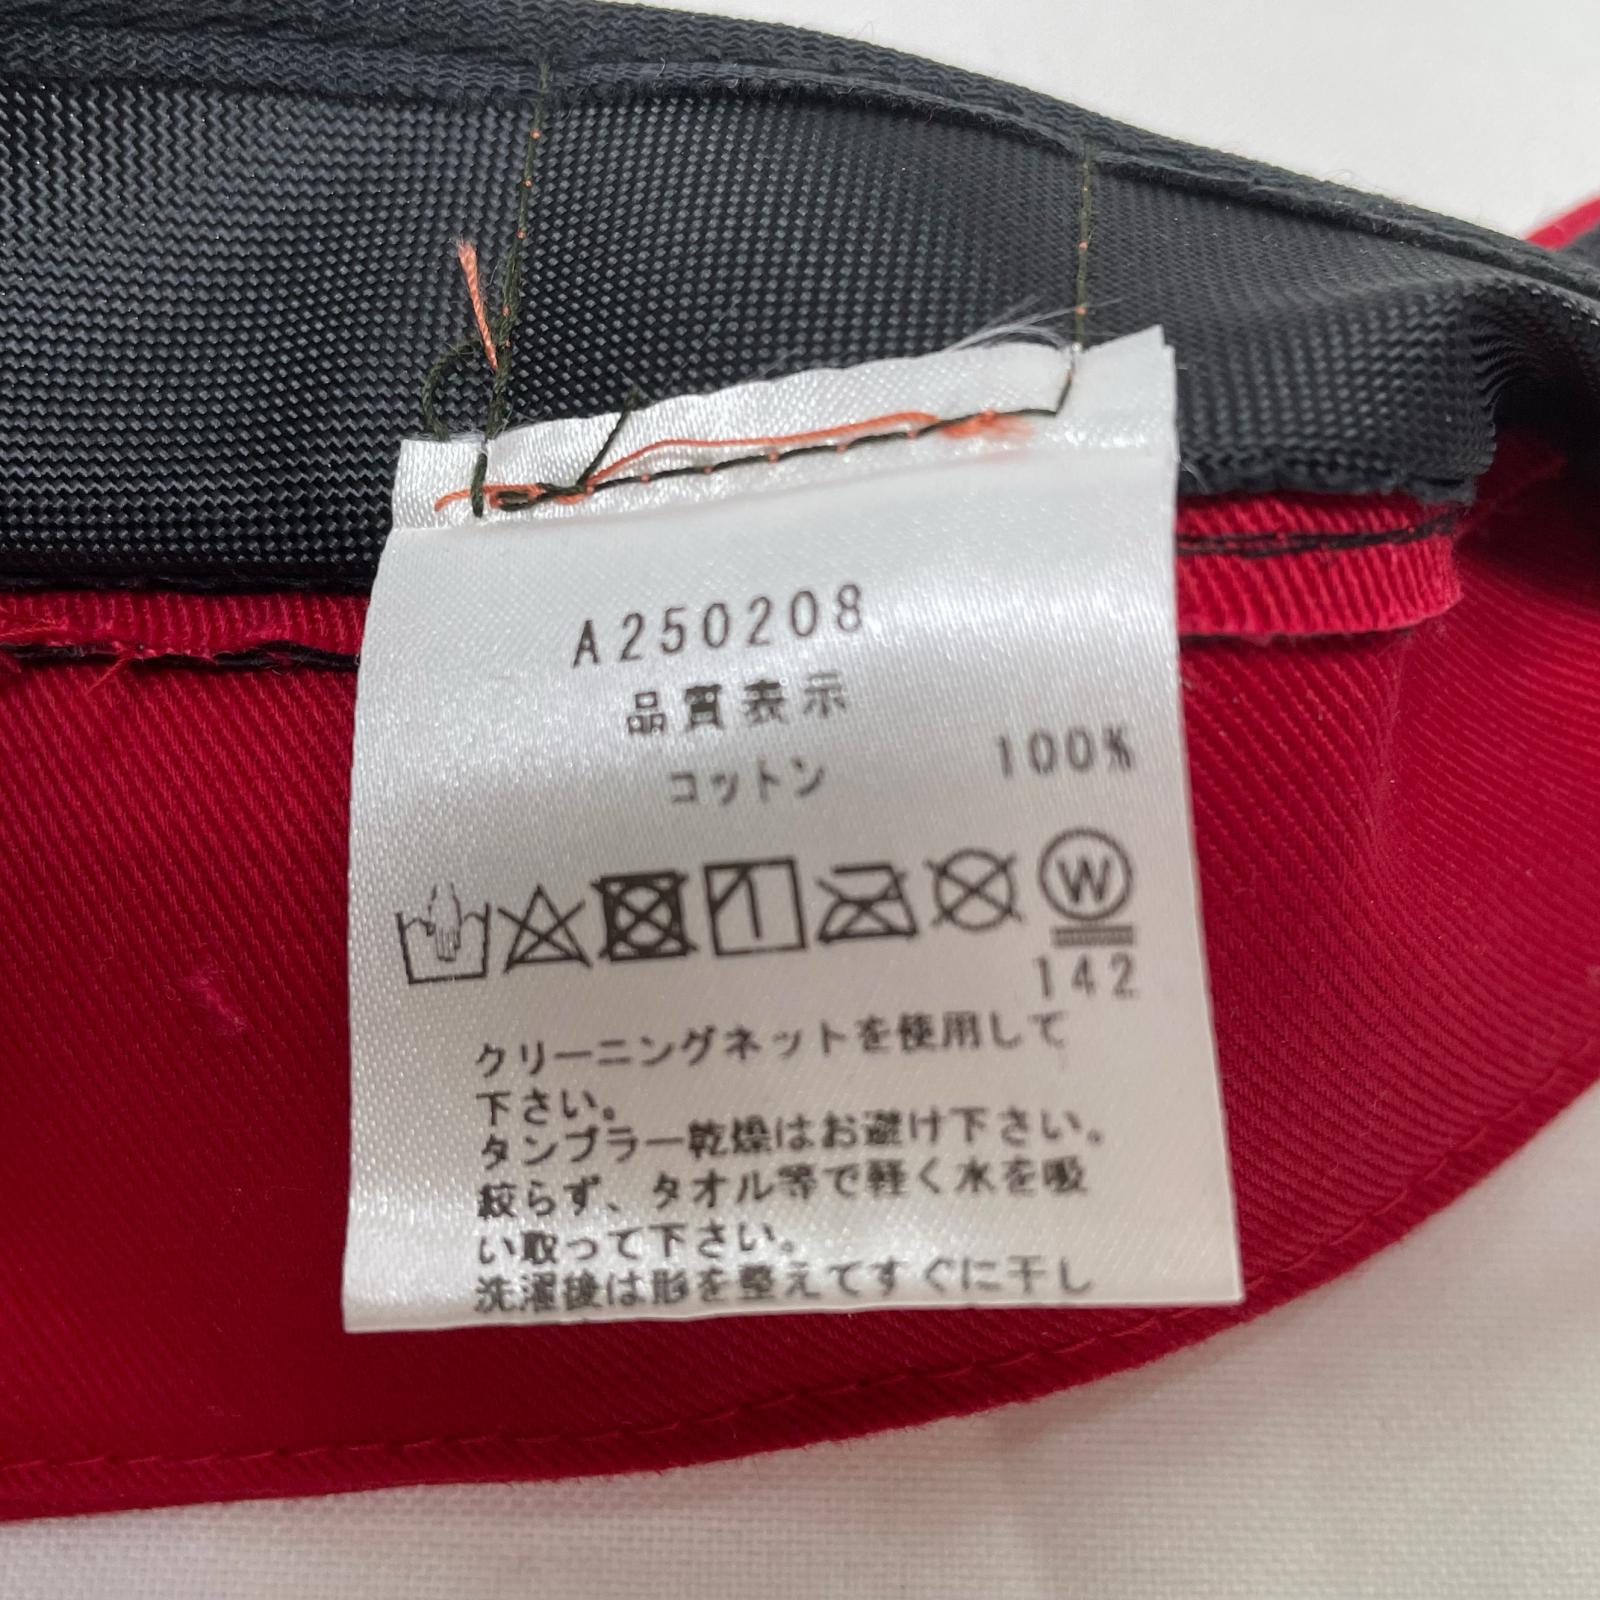 A250208
品質表示
コットン 100%
W
142
クリーニングネットを使用して
下さい。
タンブラー乾燥はお避け下さい。
絞らず、タオル等で軽く水を吸
い取って下さい。
洗濯後は形を整えてすぐに干し